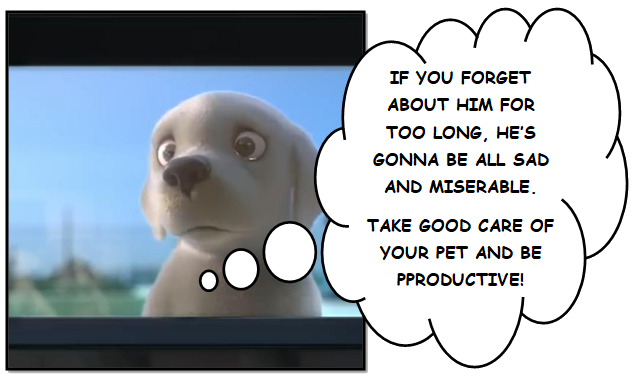 IF YOU FORGET
ABOUT HIM FOR
TOO LONG, HE'S
GONNA BE ALL SAD
AND MISERABLE.
TAKE GOOD CARE OF
YOUR PET AND BE
PPRODUCTIVE!